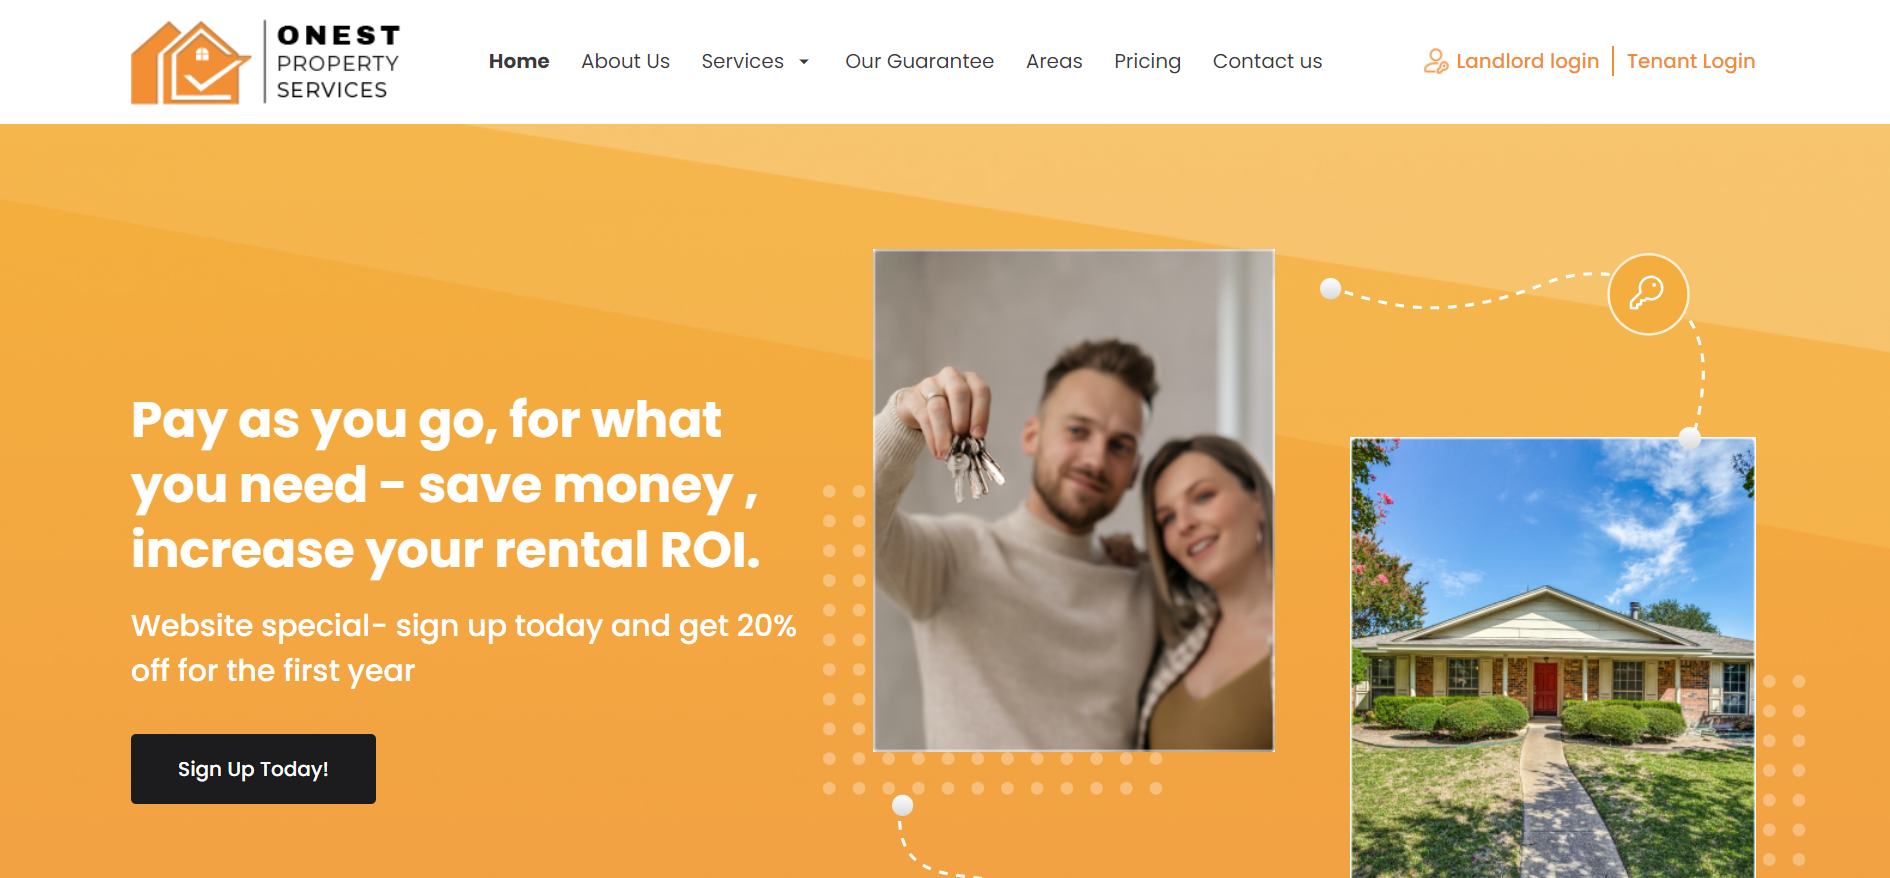 ONEST
PROPERTY
SERVICES
Home About Us Services Our Guarantee Areas Pricing Contact us
Landlord login Tenant Login
Pay as you go, for what
you need - save money ,
increase your rental ROI.
Website special- sign up today and get 20%
off for the first year
Sign Up Today!